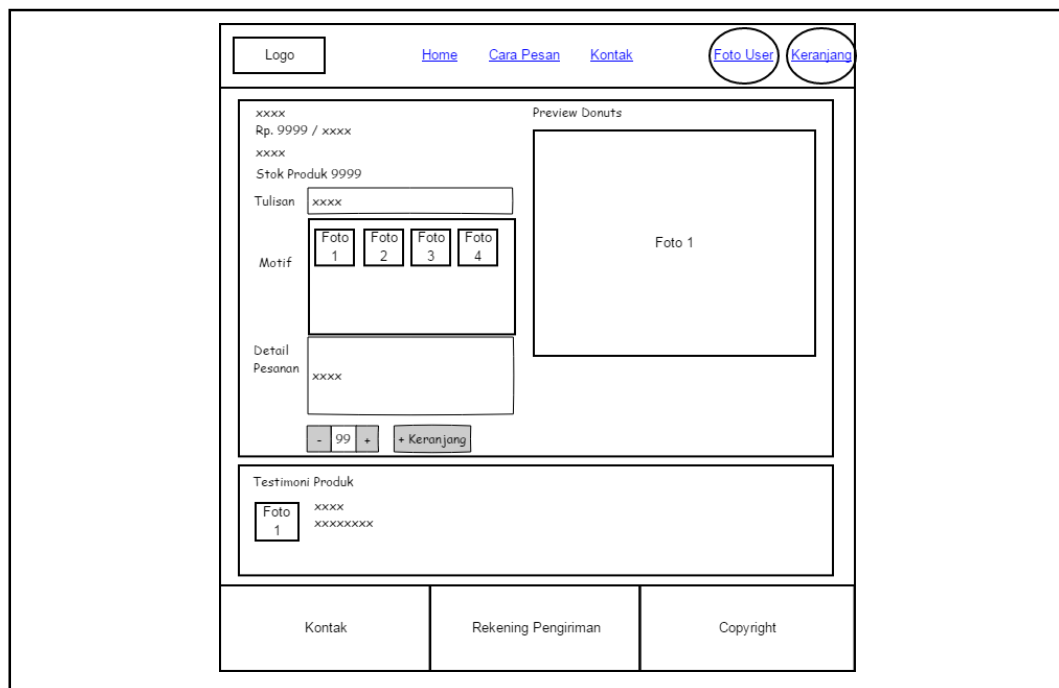 Logo
Home Cara Pesan Kontak
Foto User Keranjang
xxxx
Rp. 9999 / xxxx
xxxx
Stok Produk 9999
Tulisan xxxx
Motif
Foto 1
Foto 2
Foto 3
Foto 4
Detail
Pesanan
xxxx
- 99 + + Keranjang
Preview Donuts
Foto 1
Testimoni Produk
Foto
1
xxxx
xxxxxxxx
Kontak Rekening Pengiriman Copyright